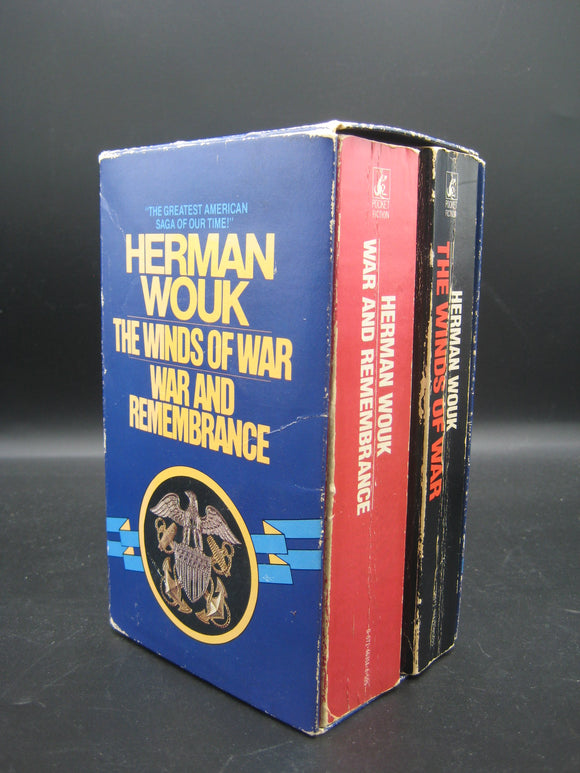 "THE GREATEST AMERICAN
SAGA OF OUR TIME!"
HERMAN
WOUK
THE WINDS OF WAR
WAR AND
REMEMBRANCE
POCKET
FICTION
HERMAN WOUK
WAR AND REMEMBRANCE
POCKET
FICTION
HERMAN WOUK
THE WINDS OF WAR